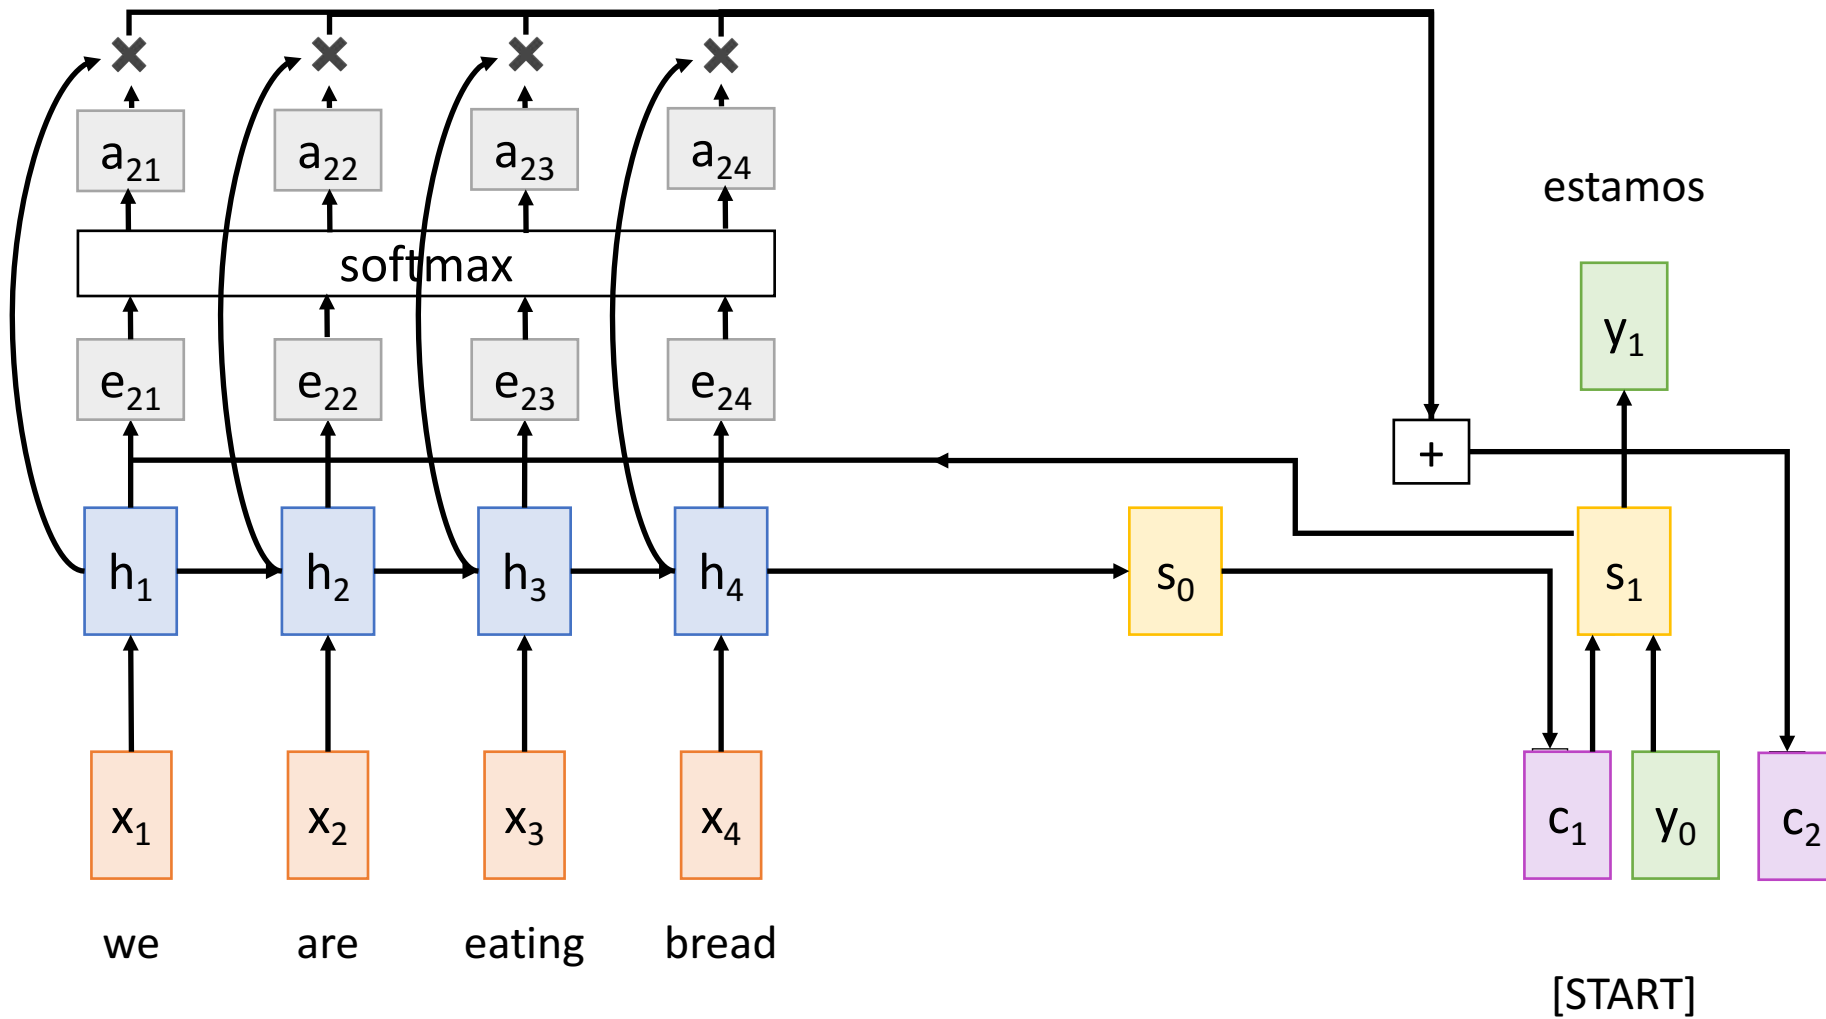 a₂₁ a₂₂ a₂₃ a₂₄
estamos
softmax
y₁
e₂₁ e₂₂ e₂₃ e₂₄
+
h₁ h₂ h₃ h₄ s₀ s₁
x₁ x₂ x₃ x₄ c₁ y₀ c₂
we are eating bread
[START]